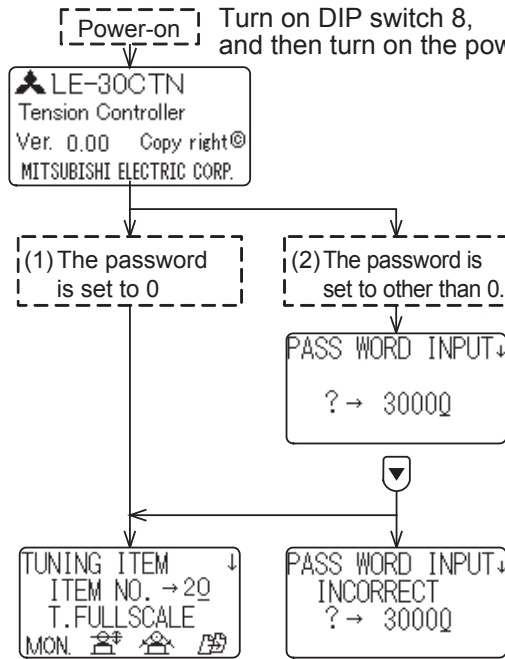 Power-on
Turn on DIP switch 8,
and then turn on the
LE-30CTN
Tension Controller
Ver. 0.00 Copy right©
MITSUBISHI ELECTRIC CORP.
(1) The password
is set to 0
(2) The password is
set to other than 0.
PASS WORD INPUT↓
?→ 30000
▼
TUNING ITEM ↓
ITEM NO. →20
T.FULLSCALE
MON.
PASS WORD INPUT↓
INCORRECT
?→ 30000